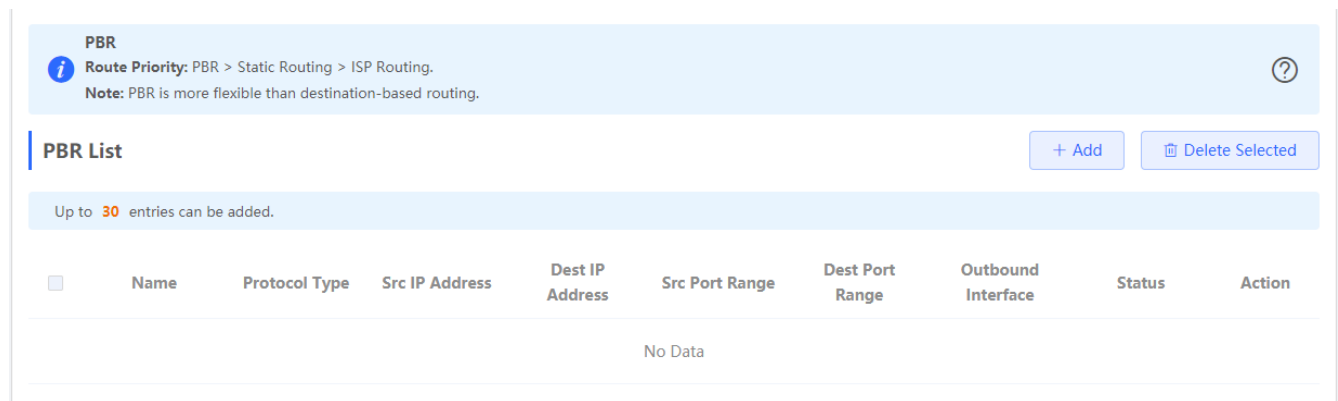 PBR
Route Priority: PBR > Static Routing > ISP Routing.
Note: PBR is more flexible than destination-based routing.
PBR List
+ Add
Delete Selected
Up to 30 entries can be added.
Name
Protocol Type
Src IP Address
Dest IP
Address
Src Port Range
Dest Port
Range
Outbound
Interface
Status
Action
No Data